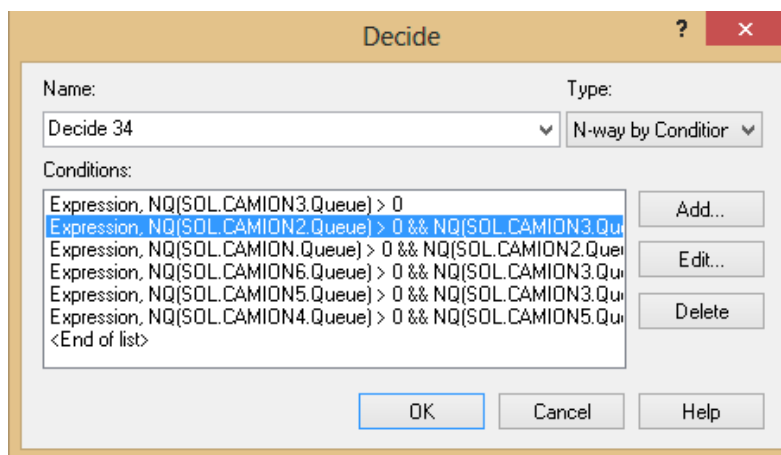 Decide
? ×
Name: Type:
Decide 34 N-way by Condition
Conditions:
Expression, NQ(SOL.CAMION3.Queue) > 0
Expression, NQ(SOL.CAMION2.Queue) > 0 && NQ(SOL.CAMION3.Qu
Expression, NQ(SOL.CAMION.Queue) > 0 && NQ(SOL.CAMION2.Que
Expression, NQ(SOL.CAMION6.Queue) > 0 && NQ(SOL.CAMION3.Qu
Expression, NQ(SOL.CAMION5.Queue) > 0 && NQ(SOL.CAMION3.Qu
Expression, NQ(SOL.CAMION4.Queue) > 0 && NQ(SOL.CAMION5.Qu
<End of list>
Add...
Edit...
Delete
OK Cancel Help